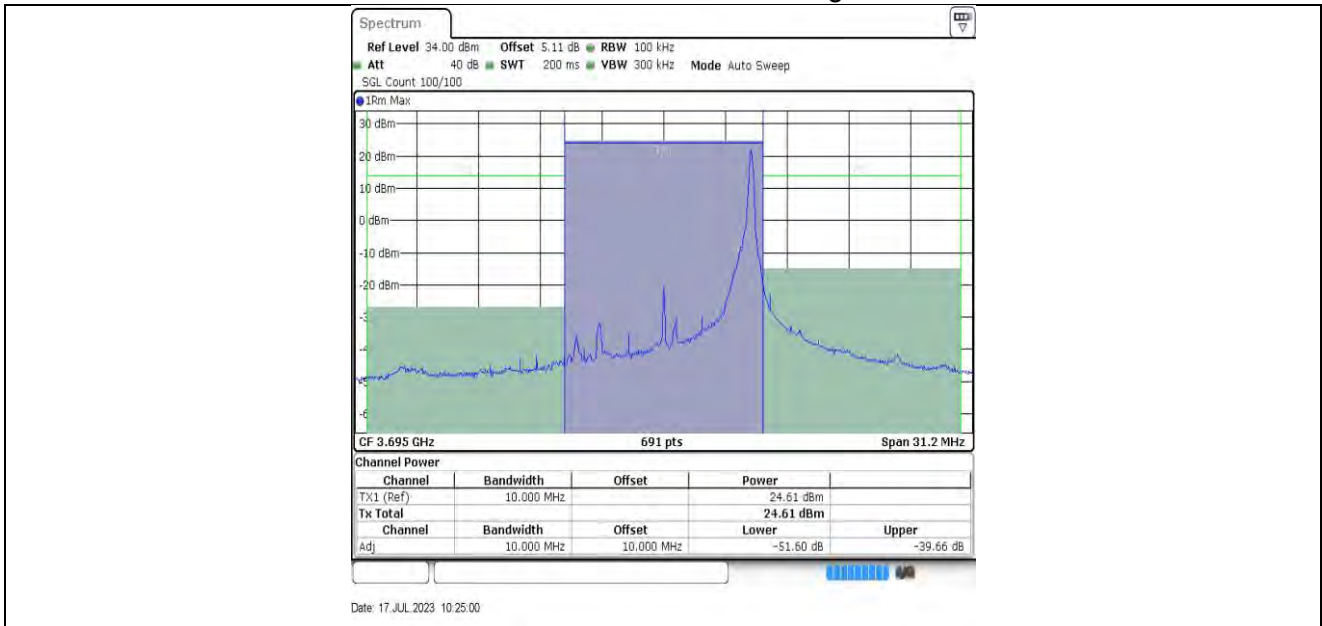 Spectrum
Ref Level 34.00 dBm Offset 5.11 dB RBW 100 kHz
Att 40 dB SWT 200 ms VBW 300 kHz Mode Auto Sweep
SGL Count 100/100
1Rm Max
30 dBm
20 dBm
10 dBm
0 dBm
-10 dBm
-20 dBm
CF 3.695 GHz 691 pts Span 31.2 MHz
Channel Power
Channel Bandwidth Offset Power
TX1 (Ref) 10.000 MHz 24.61 dBm
Tx Total 24.61 dBm
Channel Bandwidth Offset Lower Upper
Adj 10.000 MHz 10.000 MHz -51.60 dB -39.66 dB
Date: 17.JUL.2023 10:25:00